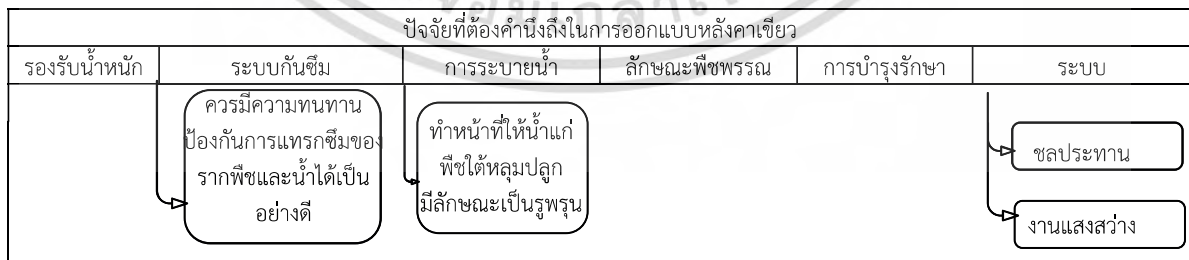 ปัจจัยที่ต้องคำนึงถึงในการออกแบบหลังคาเขียว
รองรับน้ำหนัก ระบบกันซึม การระบายน้ำ ลักษณะพืชพรรณ การบำรุงรักษา ระบบ
ควรมีความทนทาน
ป้องกันการแทรกซึมของ
รากพืชและน้ำได้เป็น
อย่างดี
ทำหน้าที่ให้น้ำแก่
พืชใต้หลุมปลูก
มีลักษณะเป็นรูพรุน
ชลประทาน
งานแสงสว่าง